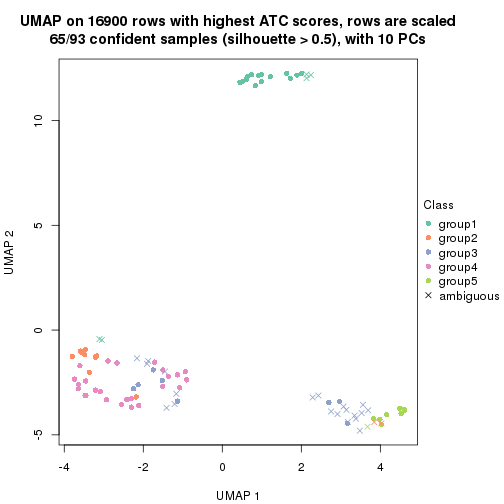 UMAP on 16900 rows with highest ATC scores, rows are scaled
65/93 confident samples (silhouette > 0.5), with 10 PCs
10
5
0
-5
UMAP 2
-4
-2
0
2
4
UMAP 1
Class
group1
group2
group3
group4
group5
ambiguous